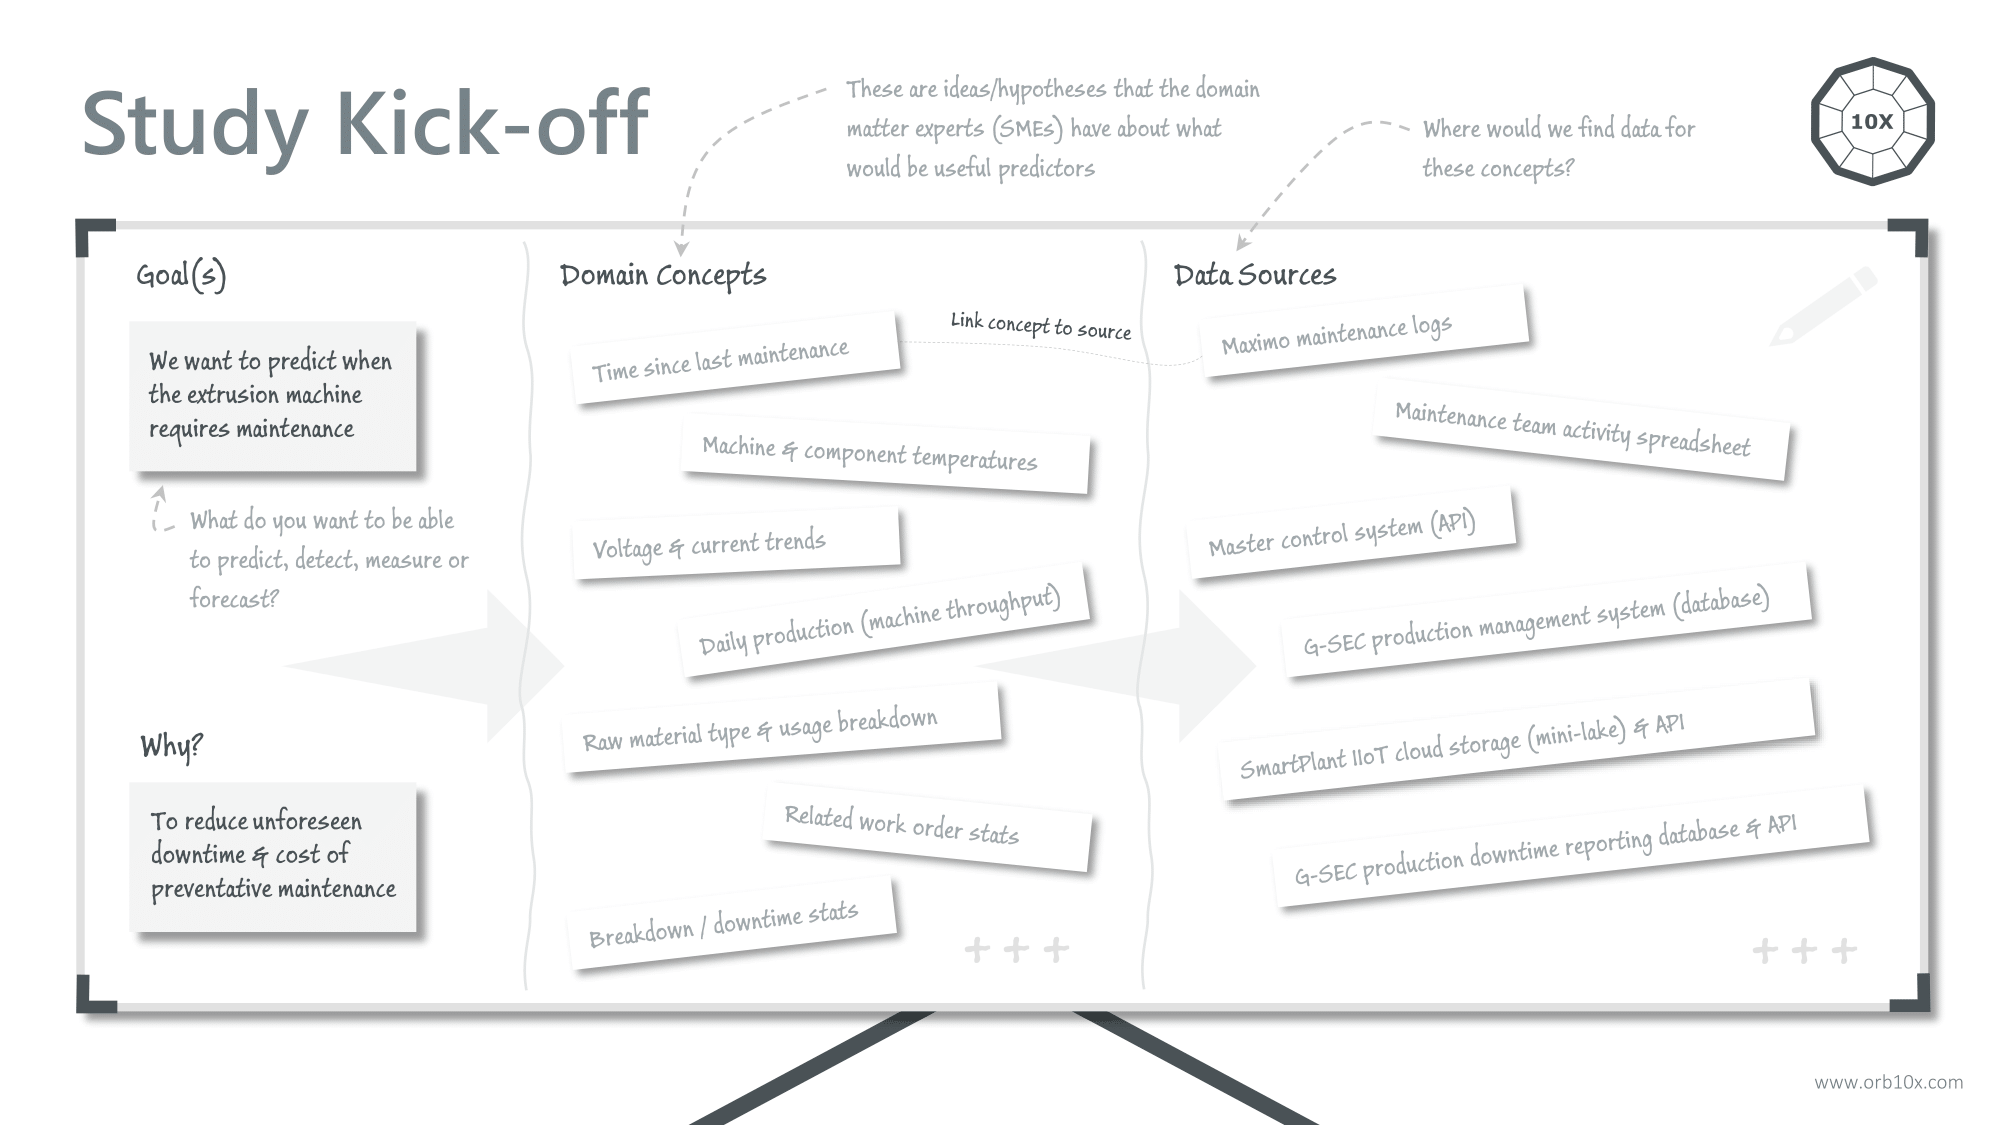 Study Kick-off
These are ideas/hypotheses that the domain
matter experts (SMEs) have about what
would be useful predictors
Where would we find data for
these concepts?
10X
Goal(s)
We want to predict when
the extrusion machine
requires maintenance
What do you want to be able
to predict, detect, measure or
forecast?
Why?
To reduce unforeseen
downtime & cost of
preventative maintenance
Domain Concepts
Time since last maintenance
Machine & component temperatures
Voltage & current trends
Daily production (machine throughput)
Raw material type & usage breakdown
Related work order stats
Breakdown / downtime stats
+ + +
Link concept to source
Data Sources
Maximo maintenance logs
Maintenance team activity spreadsheet
Master control system (API)
G-SEC production management system (database)
SmartPlant IIoT cloud storage (mini-lake) & API
G-SEC production downtime reporting database & API
+ + +
www.orb10x.com